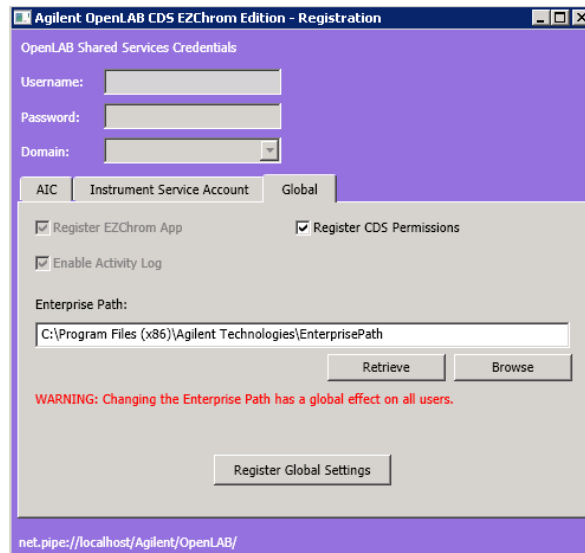 Agilent OpenLAB CDS EZChrom Edition - Registration
OpenLAB Shared Services Credentials
Username:
Password:
Domain:
AIC Instrument Service Account Global
Register EZChrom App Register CDS Permissions
Enable Activity Log
Enterprise Path:
C:\Program Files (x86)\Agilent Technologies\EnterprisePath
Retrieve Browse
WARNING: Changing the Enterprise Path has a global effect on all users.
Register Global Settings
net.pipe://localhost/Agilent/OpenLAB/